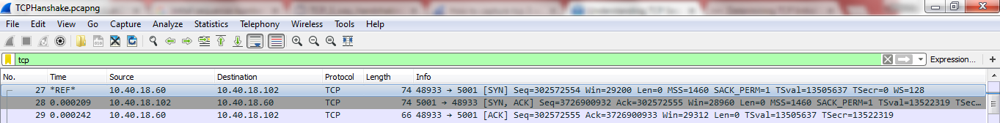 TCPHanshake.pcapng
File Edit View Go Capture Analyze Statistics Telephony Wireless Tools Help
tcp Expression... +
No. Time Source Destination Protocol Length Info
27 *REF* 10.40.18.60 10.40.18.102 TCP 74 48933 → 5001 [SYN] Seq=302572554 Win=29200 Len=0 MSS=1460 SACK_PERM=1 TSval=13505637 TSecr=0 WS=128
28 0.000209 10.40.18.102 10.40.18.60 TCP 74 5001 → 48933 [SYN, ACK] Seq=3726900932 Ack=302572555 Win=28960 Len=0 MSS=1460 SACK_PERM=1 TSval=13522319 TSec…
29 0.000242 10.40.18.60 10.40.18.102 TCP 66 48933 → 5001 [ACK] Seq=302572555 Ack=3726900933 Win=29312 Len=0 TSval=13505637 TSecr=13522319